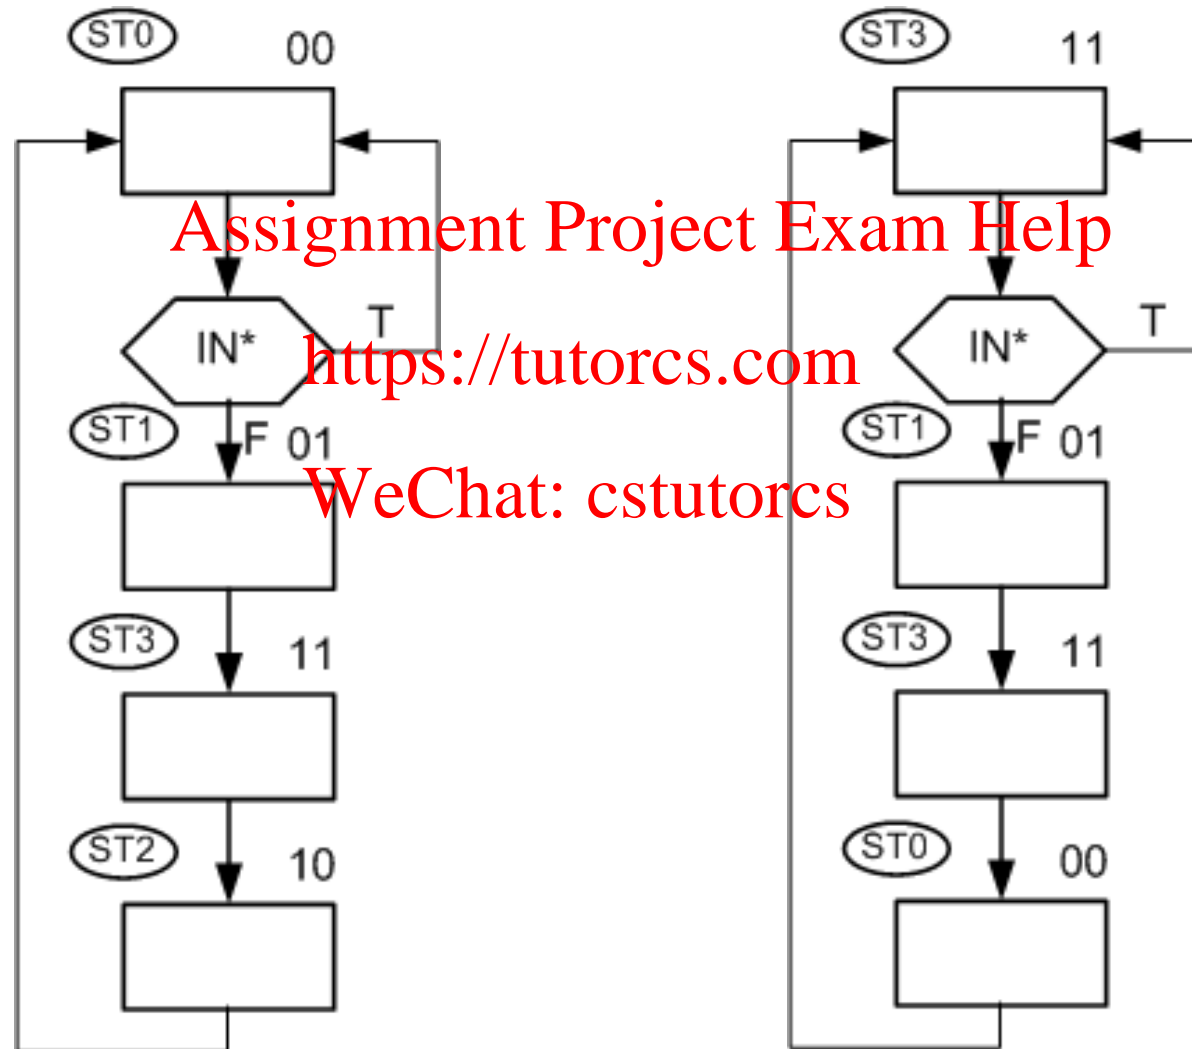 ST0 00
ST3 11
Assignment Project Exam Help
IN* T
IN* T
https://tutorcs.com
ST1 F 01
ST1 F 01
WeChat: cstutorcs
ST3 11
ST3 11
ST2 10
ST0 00